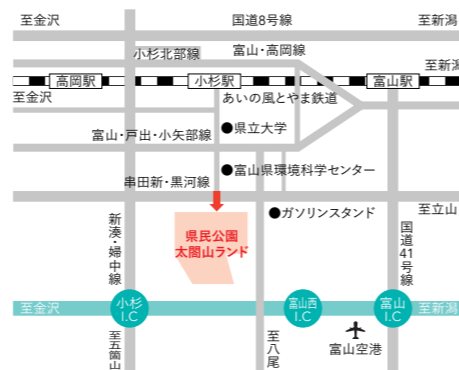 至金沢
国道8号線
至新潟
小杉北部線
富山・高岡線
至新潟
高岡駅
小杉駅
富山駅
至金沢
あいの風とやま鉄道
富山・戸出・小矢部線
●県立大学
●富山県環境科学センター
串田新・黒河線
●ガソリンスタンド
至立山
新湊・婦中線
県民公園
太閤山ランド
国道41号線
至金沢
小杉
I.C
富山西
I.C
富山
I.C
至新潟
至五箇山
至八尾
富山空港